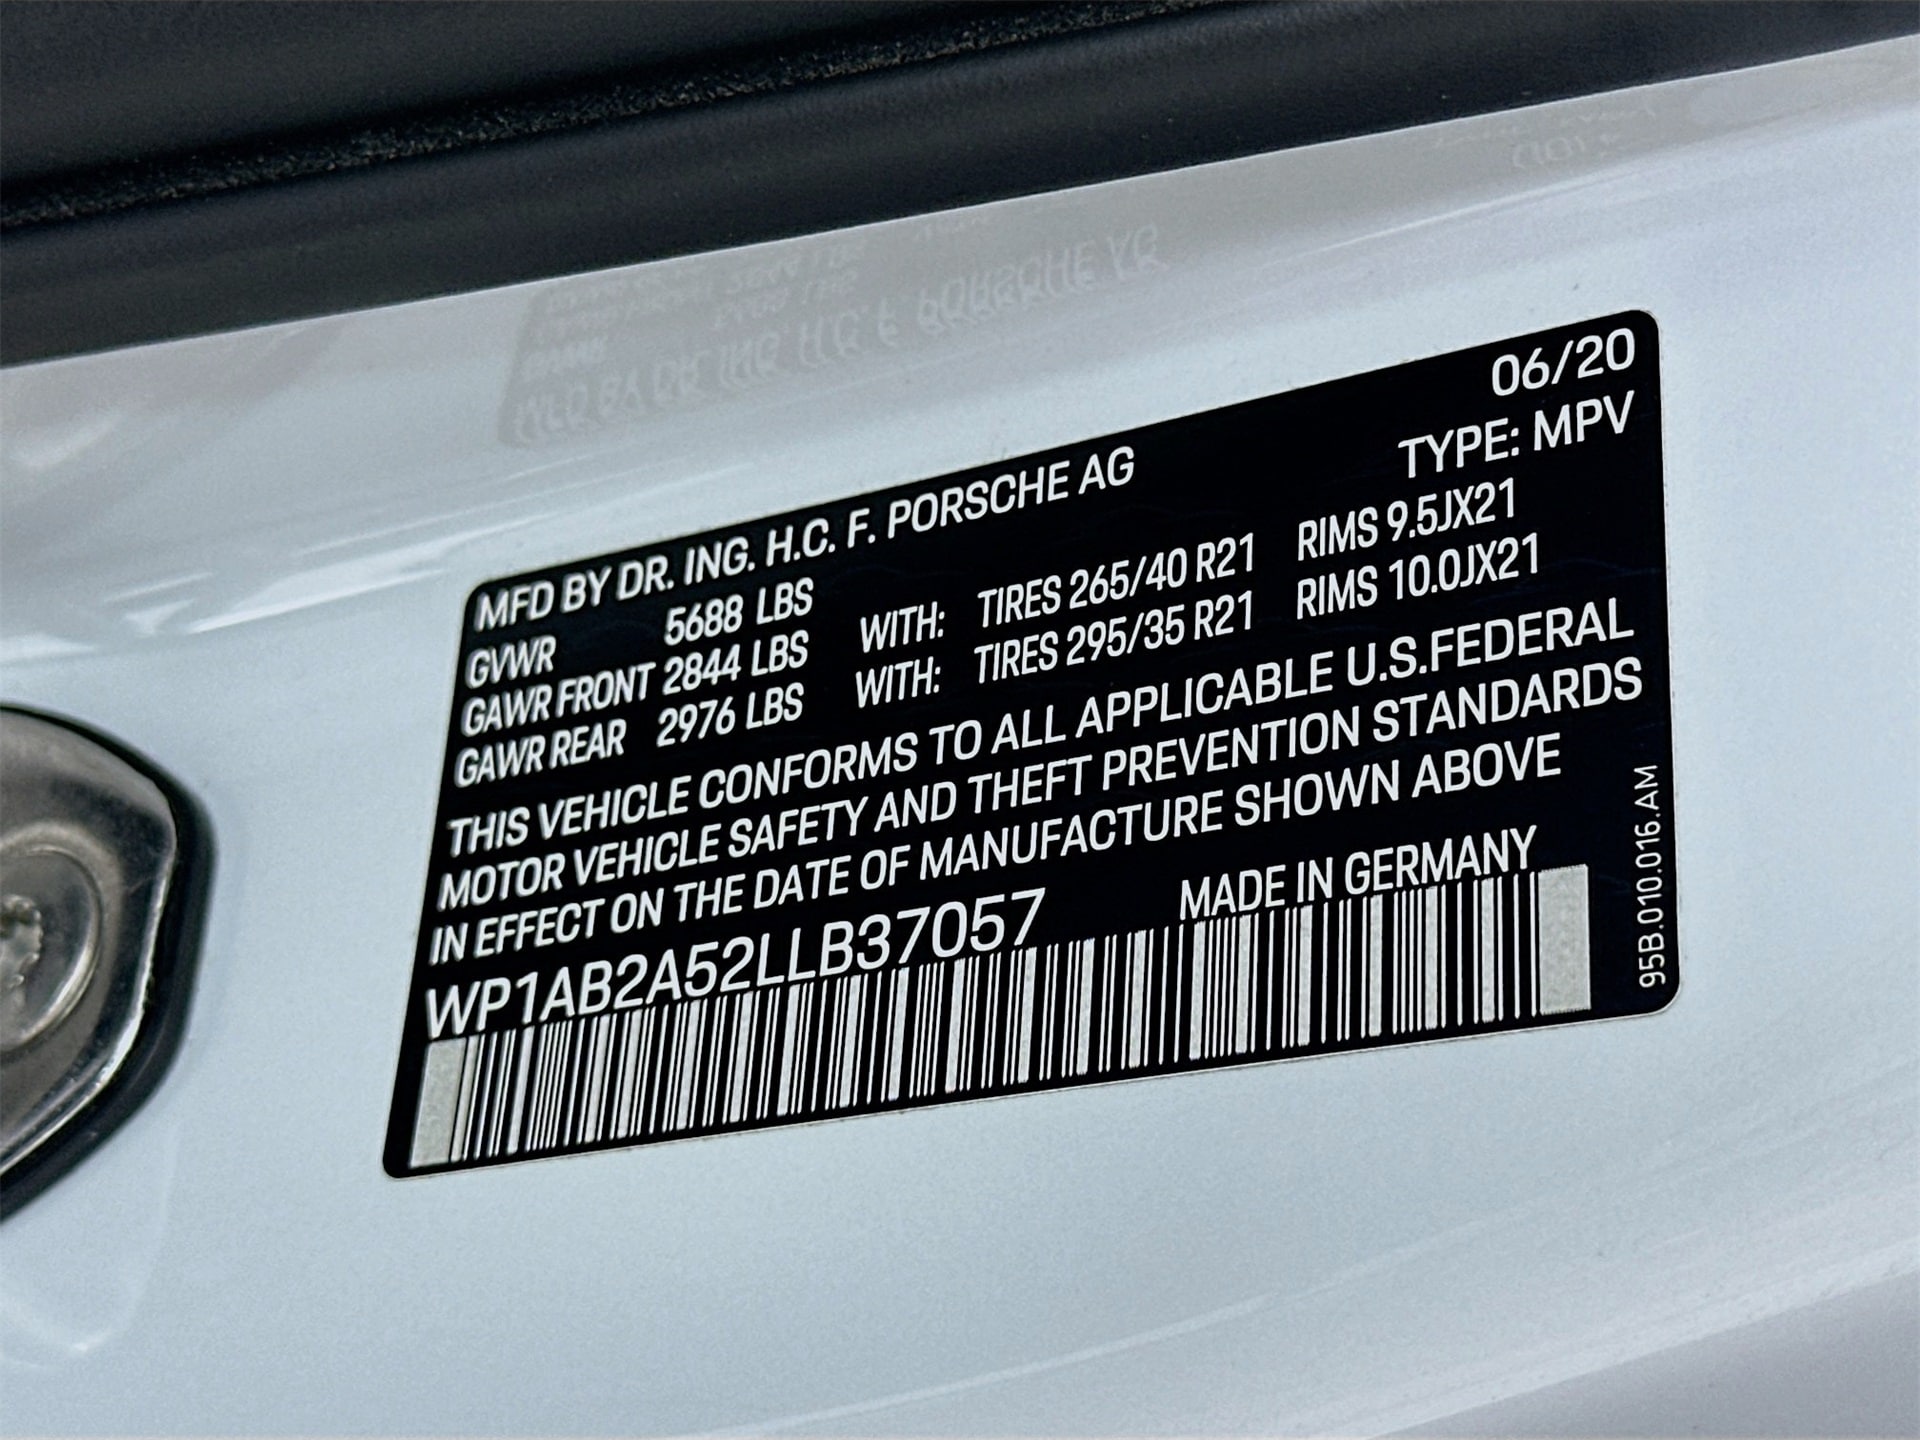 06/20
MFD BY DR. ING. H.C. F. PORSCHE AG TYPE: MPV
GVWR 5688 LBS
GAWR FRONT 2844 LBS WITH: TIRES 265/40 R21 RIMS 9.5JX21
GAWR REAR 2976 LBS WITH: TIRES 295/35 R21 RIMS 10.0JX21
THIS VEHICLE CONFORMS TO ALL APPLICABLE U.S.FEDERAL
MOTOR VEHICLE SAFETY AND THEFT PREVENTION STANDARDS
IN EFFECT ON THE DATE OF MANUFACTURE SHOWN ABOVE
WP1AB2A52LLB37057 MADE IN GERMANY
95B.010.016.AM